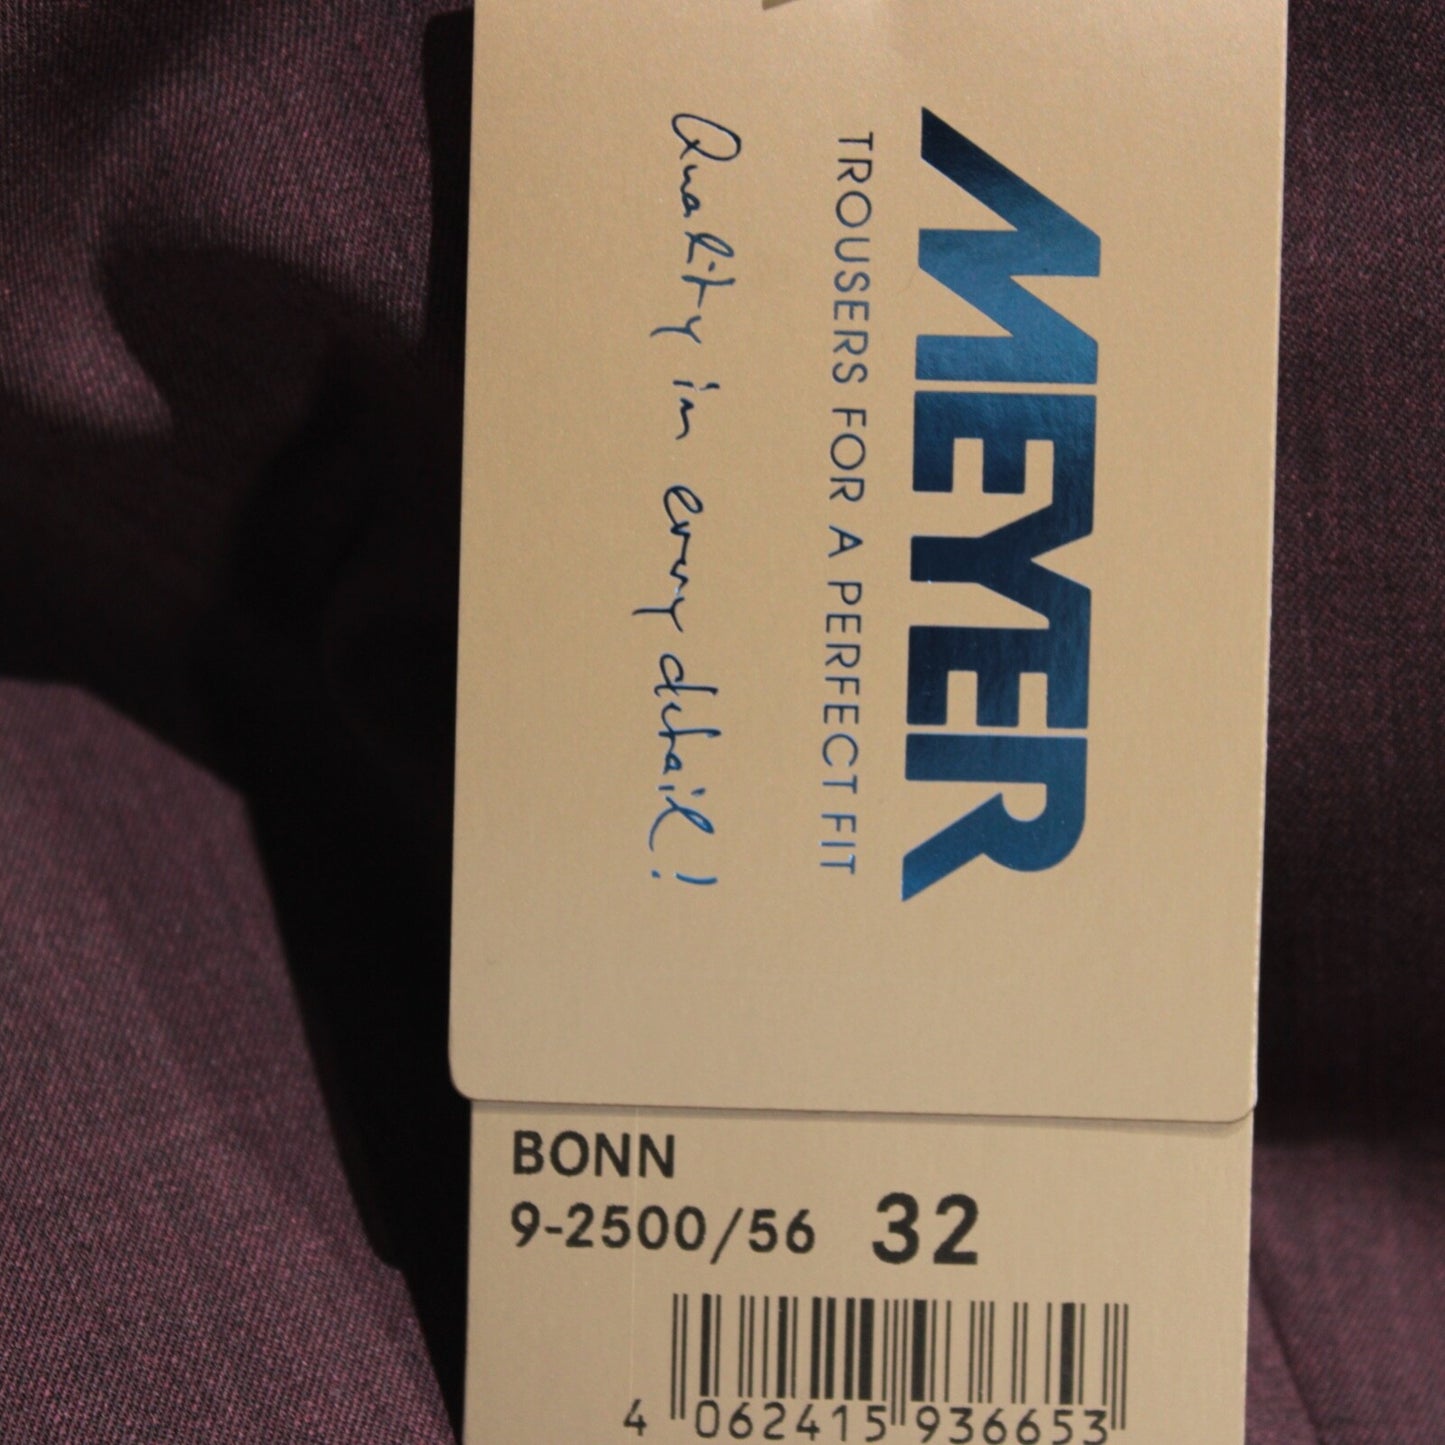 MEYER
TROUSERS FOR A PERFECT FIT
Quality in every detail!
BONN
9-2500/56 32
4 062415 936653